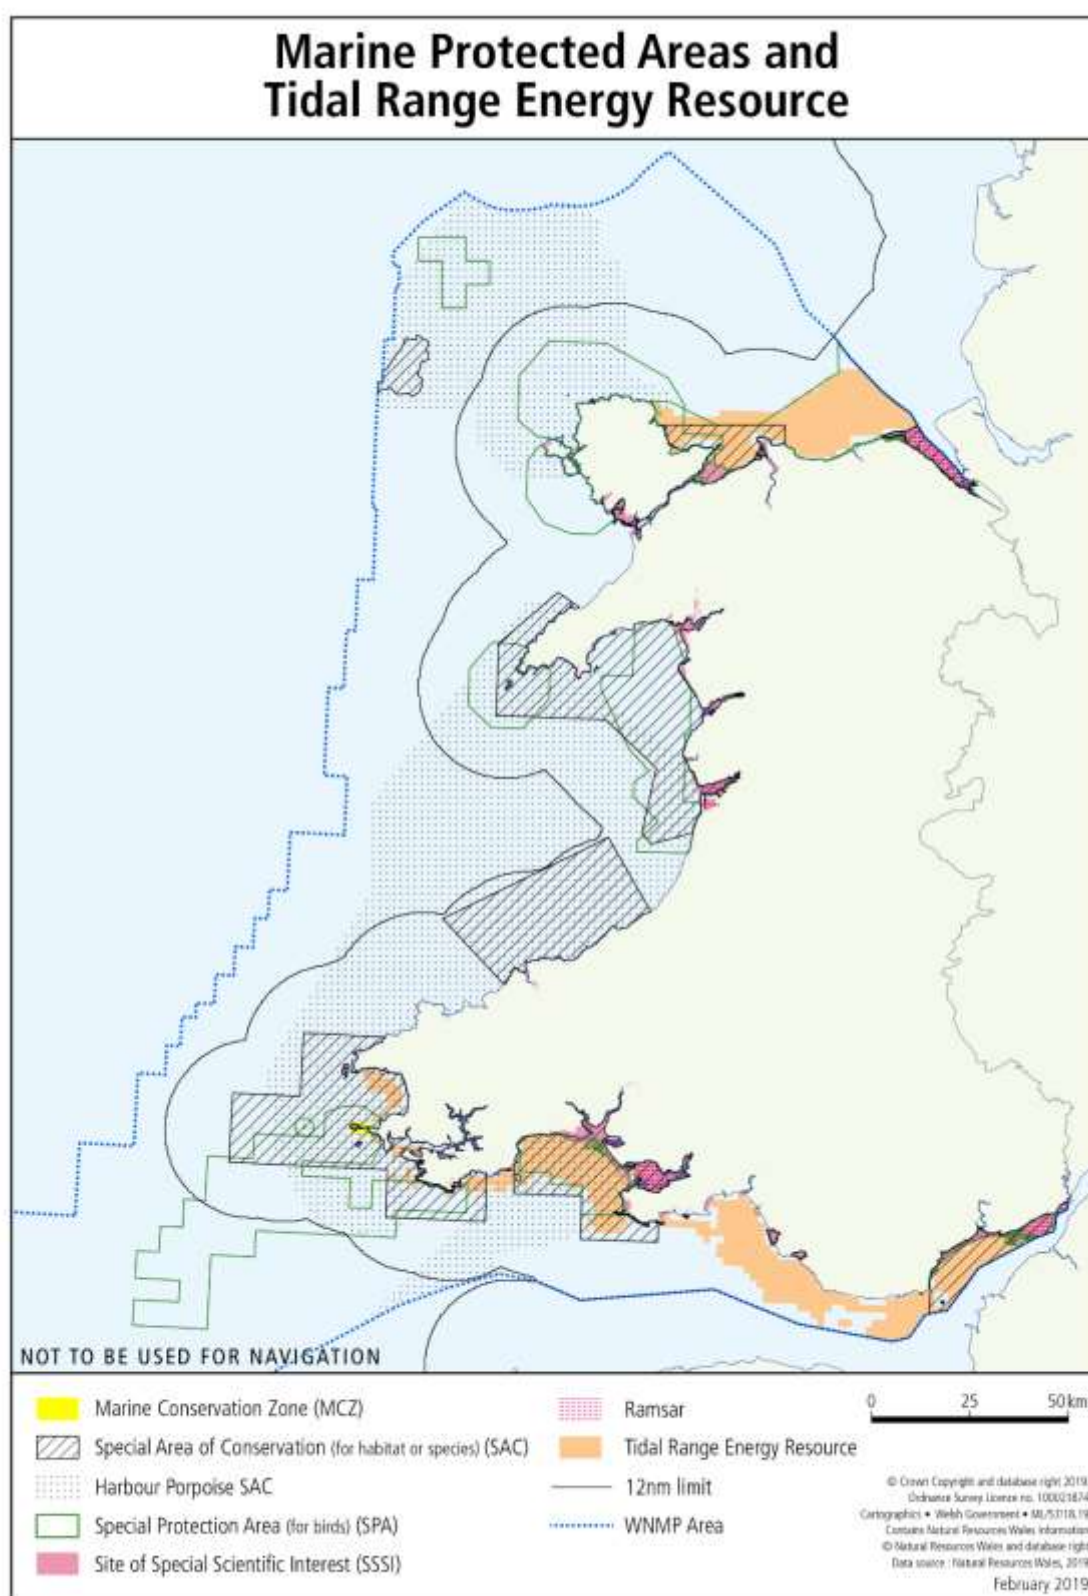 Marine Protected Areas and
Tidal Range Energy Resource
NOT TO BE USED FOR NAVIGATION
Marine Conservation Zone (MCZ)
Special Area of Conservation (for habitat or species) (SAC)
Harbour Porpoise SAC
Special Protection Area (for birds) (SPA)
Site of Special Scientific Interest (SSSI)
Ramsar
Tidal Range Energy Resource
12nm limit
WNMP Area
0 25 50 km
© Crown Copyright and database right 2019.
Ordnance Survey Licence no. 100021874
Cartographics • Welsh Government • ML/
Contains Natural Resources Wales information
© Natural Resources Wales and database right
Data source : Natural Resources Wales, 2019
February 2019